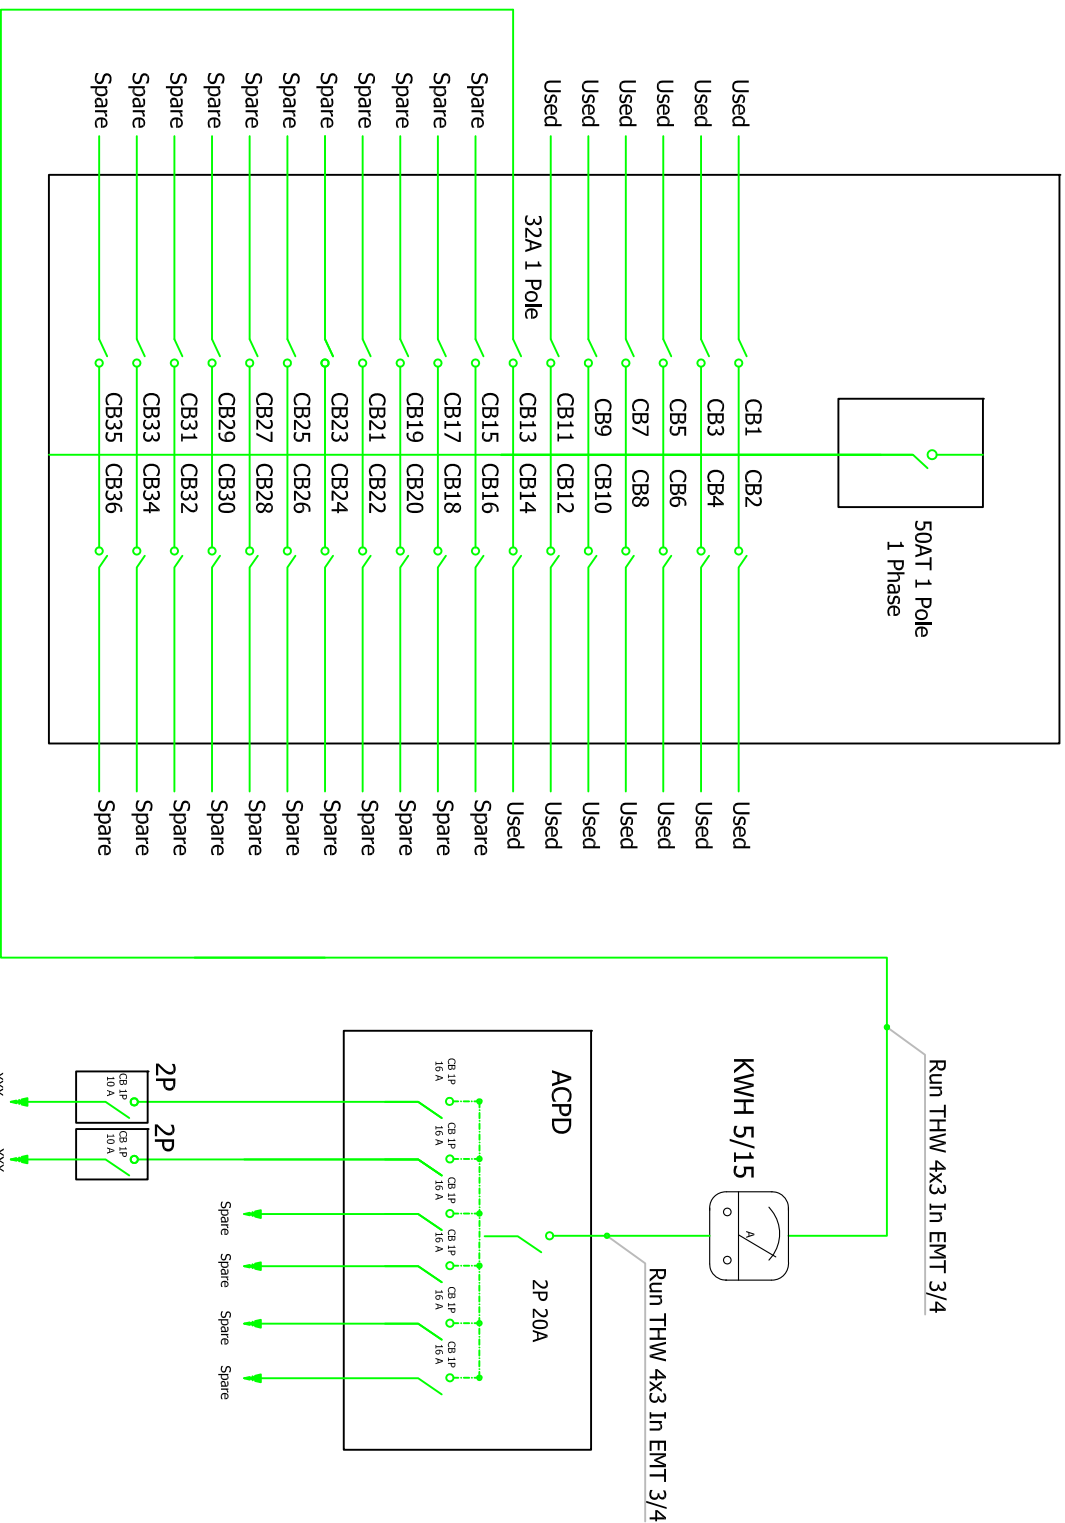 50AT 1 Pole
1 Phase
Used
CB1
CB2
Used
Used
CB3
CB4
Used
Used
CB5
CB6
Used
Used
CB7
CB8
Used
Used
CB9
CB10
Used
Used
CB11
CB12
Used
32A 1 Pole
CB13
CB14
Used
Spare
CB15
CB16
Spare
Spare
CB17
CB18
Spare
Spare
CB19
CB20
Spare
Spare
CB21
CB22
Spare
Spare
CB23
CB24
Spare
Spare
CB25
CB26
Spare
Spare
CB27
CB28
Spare
Spare
CB29
CB30
Spare
Spare
CB31
CB32
Spare
Spare
CB33
CB34
Spare
Spare
CB35
CB36
Spare
Run THW 4x3 In EMT 3/4
KWH 5/15
A
Run THW 4x3 In EMT 3/4
ACPD
2P 20A
CB 1P
16 A
CB 1P
16 A
CB 1P
16 A
CB 1P
16 A
CB 1P
16 A
CB 1P
16 A
Spare
Spare
Spare
Spare
2P
CB 1P
10 A
2P
CB 1P
10 A